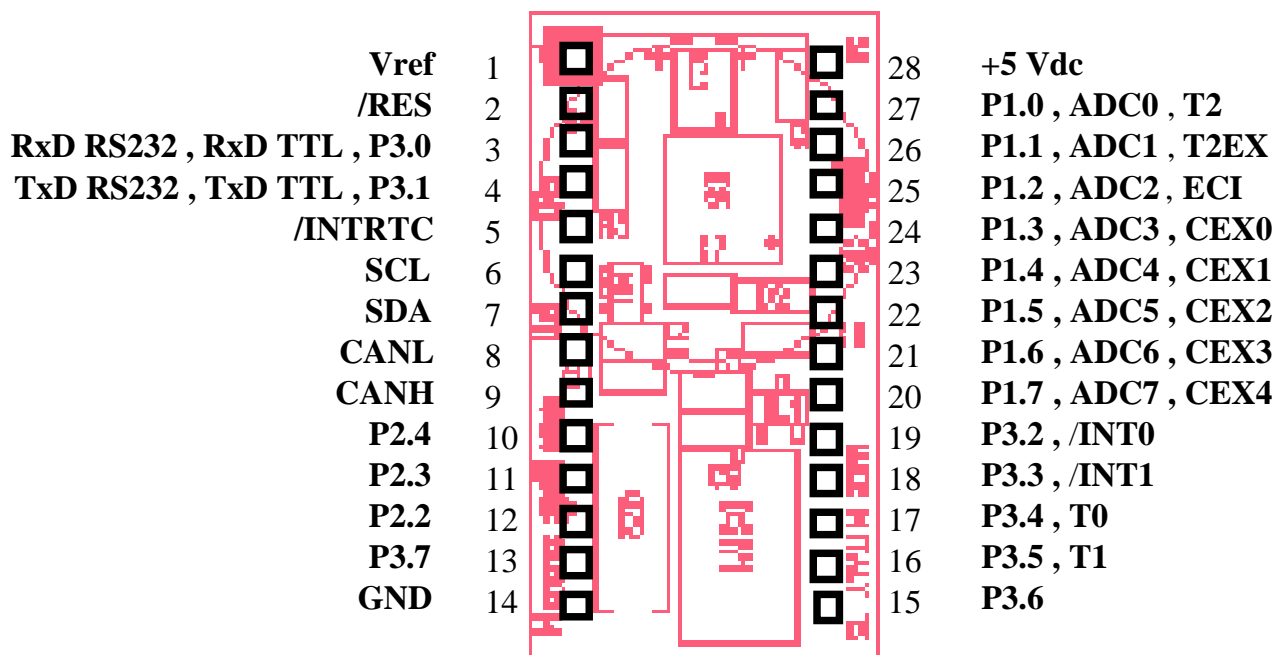 Vref 1 28 +5 Vdc
/RES 2 27 P1.0 , ADC0 , T2
RxD RS232 , RxD TTL , P3.0 3 26 P1.1 , ADC1 , T2EX
TxD RS232 , TxD TTL , P3.1 4 25 P1.2 , ADC2 , ECI
/INTRTC 5 24 P1.3 , ADC3 , CEX0
SCL 6 23 P1.4 , ADC4 , CEX1
SDA 7 22 P1.5 , ADC5 , CEX2
CANL 8 21 P1.6 , ADC6 , CEX3
CANH 9 20 P1.7 , ADC7 , CEX4
P2.4 10 19 P3.2 , /INT0
P2.3 11 18 P3.3 , /INT1
P2.2 12 17 P3.4 , T0
P3.7 13 16 P3.5 , T1
GND 14 15 P3.6